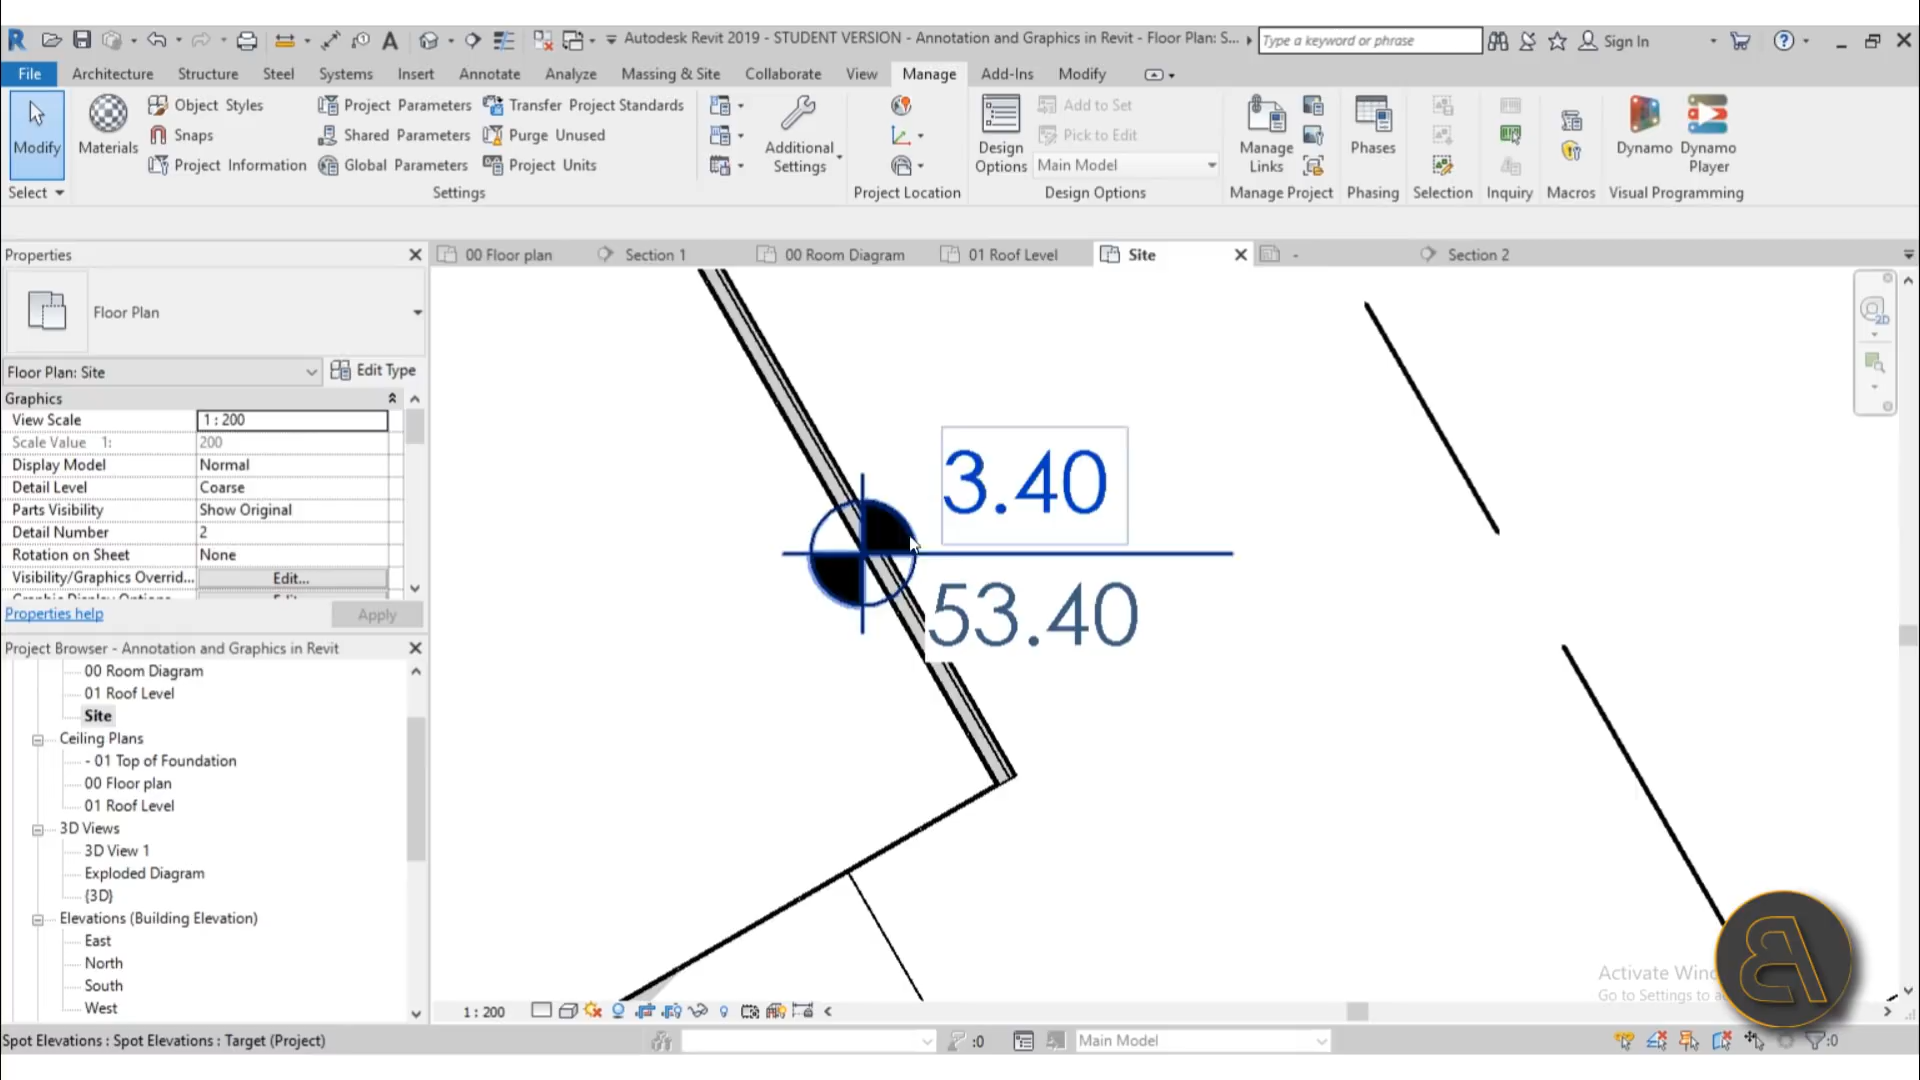 Autodesk Revit 2019 - STUDENT VERSION - Annotation and Graphics in Revit - Floor Plan: S...
Type a keyword or phrase
Sign In
File Architecture Structure Steel Systems Insert Annotate Analyze Massing & Site Collaborate View Manage Add-Ins Modify
Object Styles Project Parameters Transfer Project Standards Add to Set
Snaps Shared Parameters Purge Unused Pick to Edit
Modify Materials Additional Settings Design Options Manage Links Phases Dynamo Dynamo Player
Project Information Global Parameters Project Units Main Model
Select Settings Project Location Design Options Manage Project Phasing Selection Inquiry Macros Visual Programming
Properties
00 Floor plan Section 1 00 Room Diagram 01 Roof Level Site - Section 2
Floor Plan
Floor Plan: Site Edit Type
Graphics
View Scale 1 : 200
Scale Value 1: 200
Display Model Normal
Detail Level Coarse
Parts Visibility Show Original
Detail Number 2
Rotation on Sheet None
Visibility/Graphics Overrid... Edit...
Properties help Apply
2D
3.40
53.40
Project Browser - Annotation and Graphics in Revit
00 Room Diagram
01 Roof Level
Site
Ceiling Plans
- 01 Top of Foundation
00 Floor plan
01 Roof Level
3D Views
3D View 1
Exploded Diagram
{3D}
Elevations (Building Elevation)
East
North
South
West
Activate Wind
Go to Settings to a
1 : 200
Spot Elevations : Spot Elevations : Target (Project) :0 Main Model :0